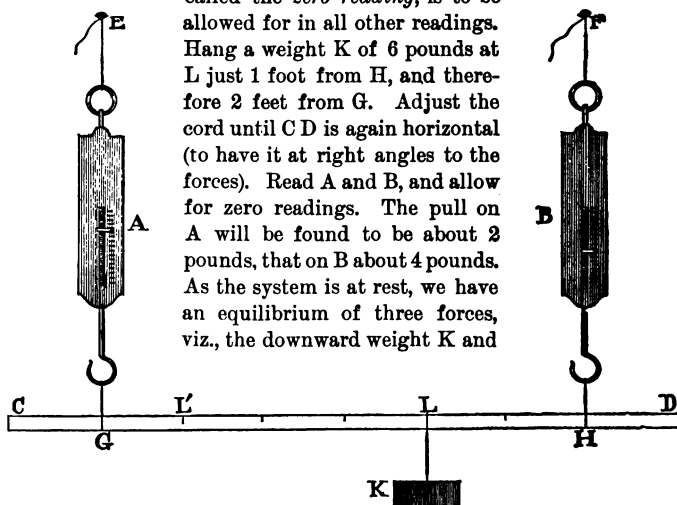 called the zero reading, is to be
allowed for in all other readings.
Hang a weight K of 6 pounds at
L just 1 foot from H, and there-
fore 2 feet from G. Adjust the
cord until C D is again horizontal
(to have it at right angles to the
forces). Read A and B, and allow
for zero readings. The pull on
A will be found to be about 2
pounds, that on B about 4 pounds.
As the system is at rest, we have
an equilibrium of three forces,
viz., the downward weight K and
E
F
A
B
C
L′
L
D
G
H
K